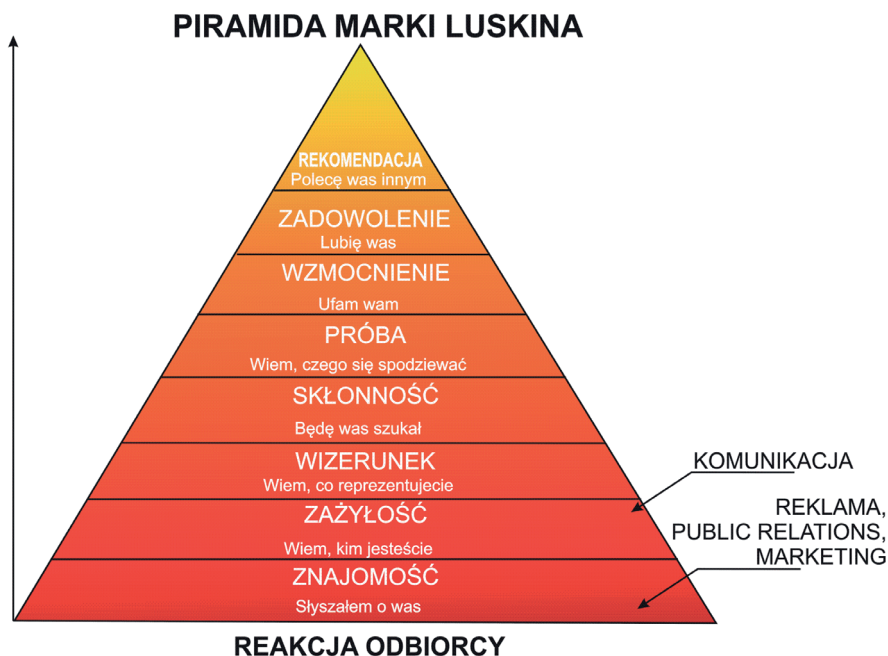 PIRAMIDA MARKI LUSKINA
REKOMENDACJA
Polecę was innym
ZADOWOLENIE
Lubię was
WZMOCNIENIE
Ufam wam
PRÓBA
Wiem, czego się spodziewać
SKŁONNOŚĆ
Będę was szukał
WIZERUNEK
Wiem, co reprezentujecie
ZAŻYŁOŚĆ
Wiem, kim jesteście
ZNAJOMOŚĆ
Słyszałem o was
KOMUNIKACJA
REKLAMA,
PUBLIC RELATIONS,
MARKETING
REAKCJA ODBIORCY